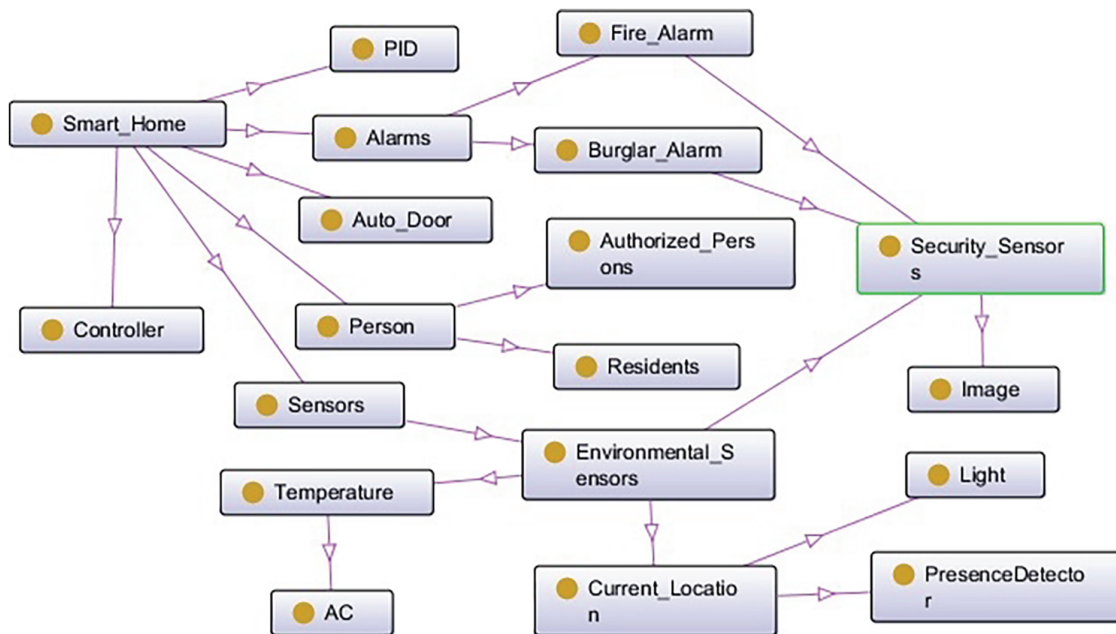 PID
Fire_Alarm
Smart_Home
Alarms
Burglar_Alarm
Auto_Door
Authorized_Pers
ons
Security_Sensor
s
Controller
Person
Residents
Image
Sensors
Environmental_S
ensors
Temperature
Light
AC
Current_Locatio
n
PresenceDetecto
r